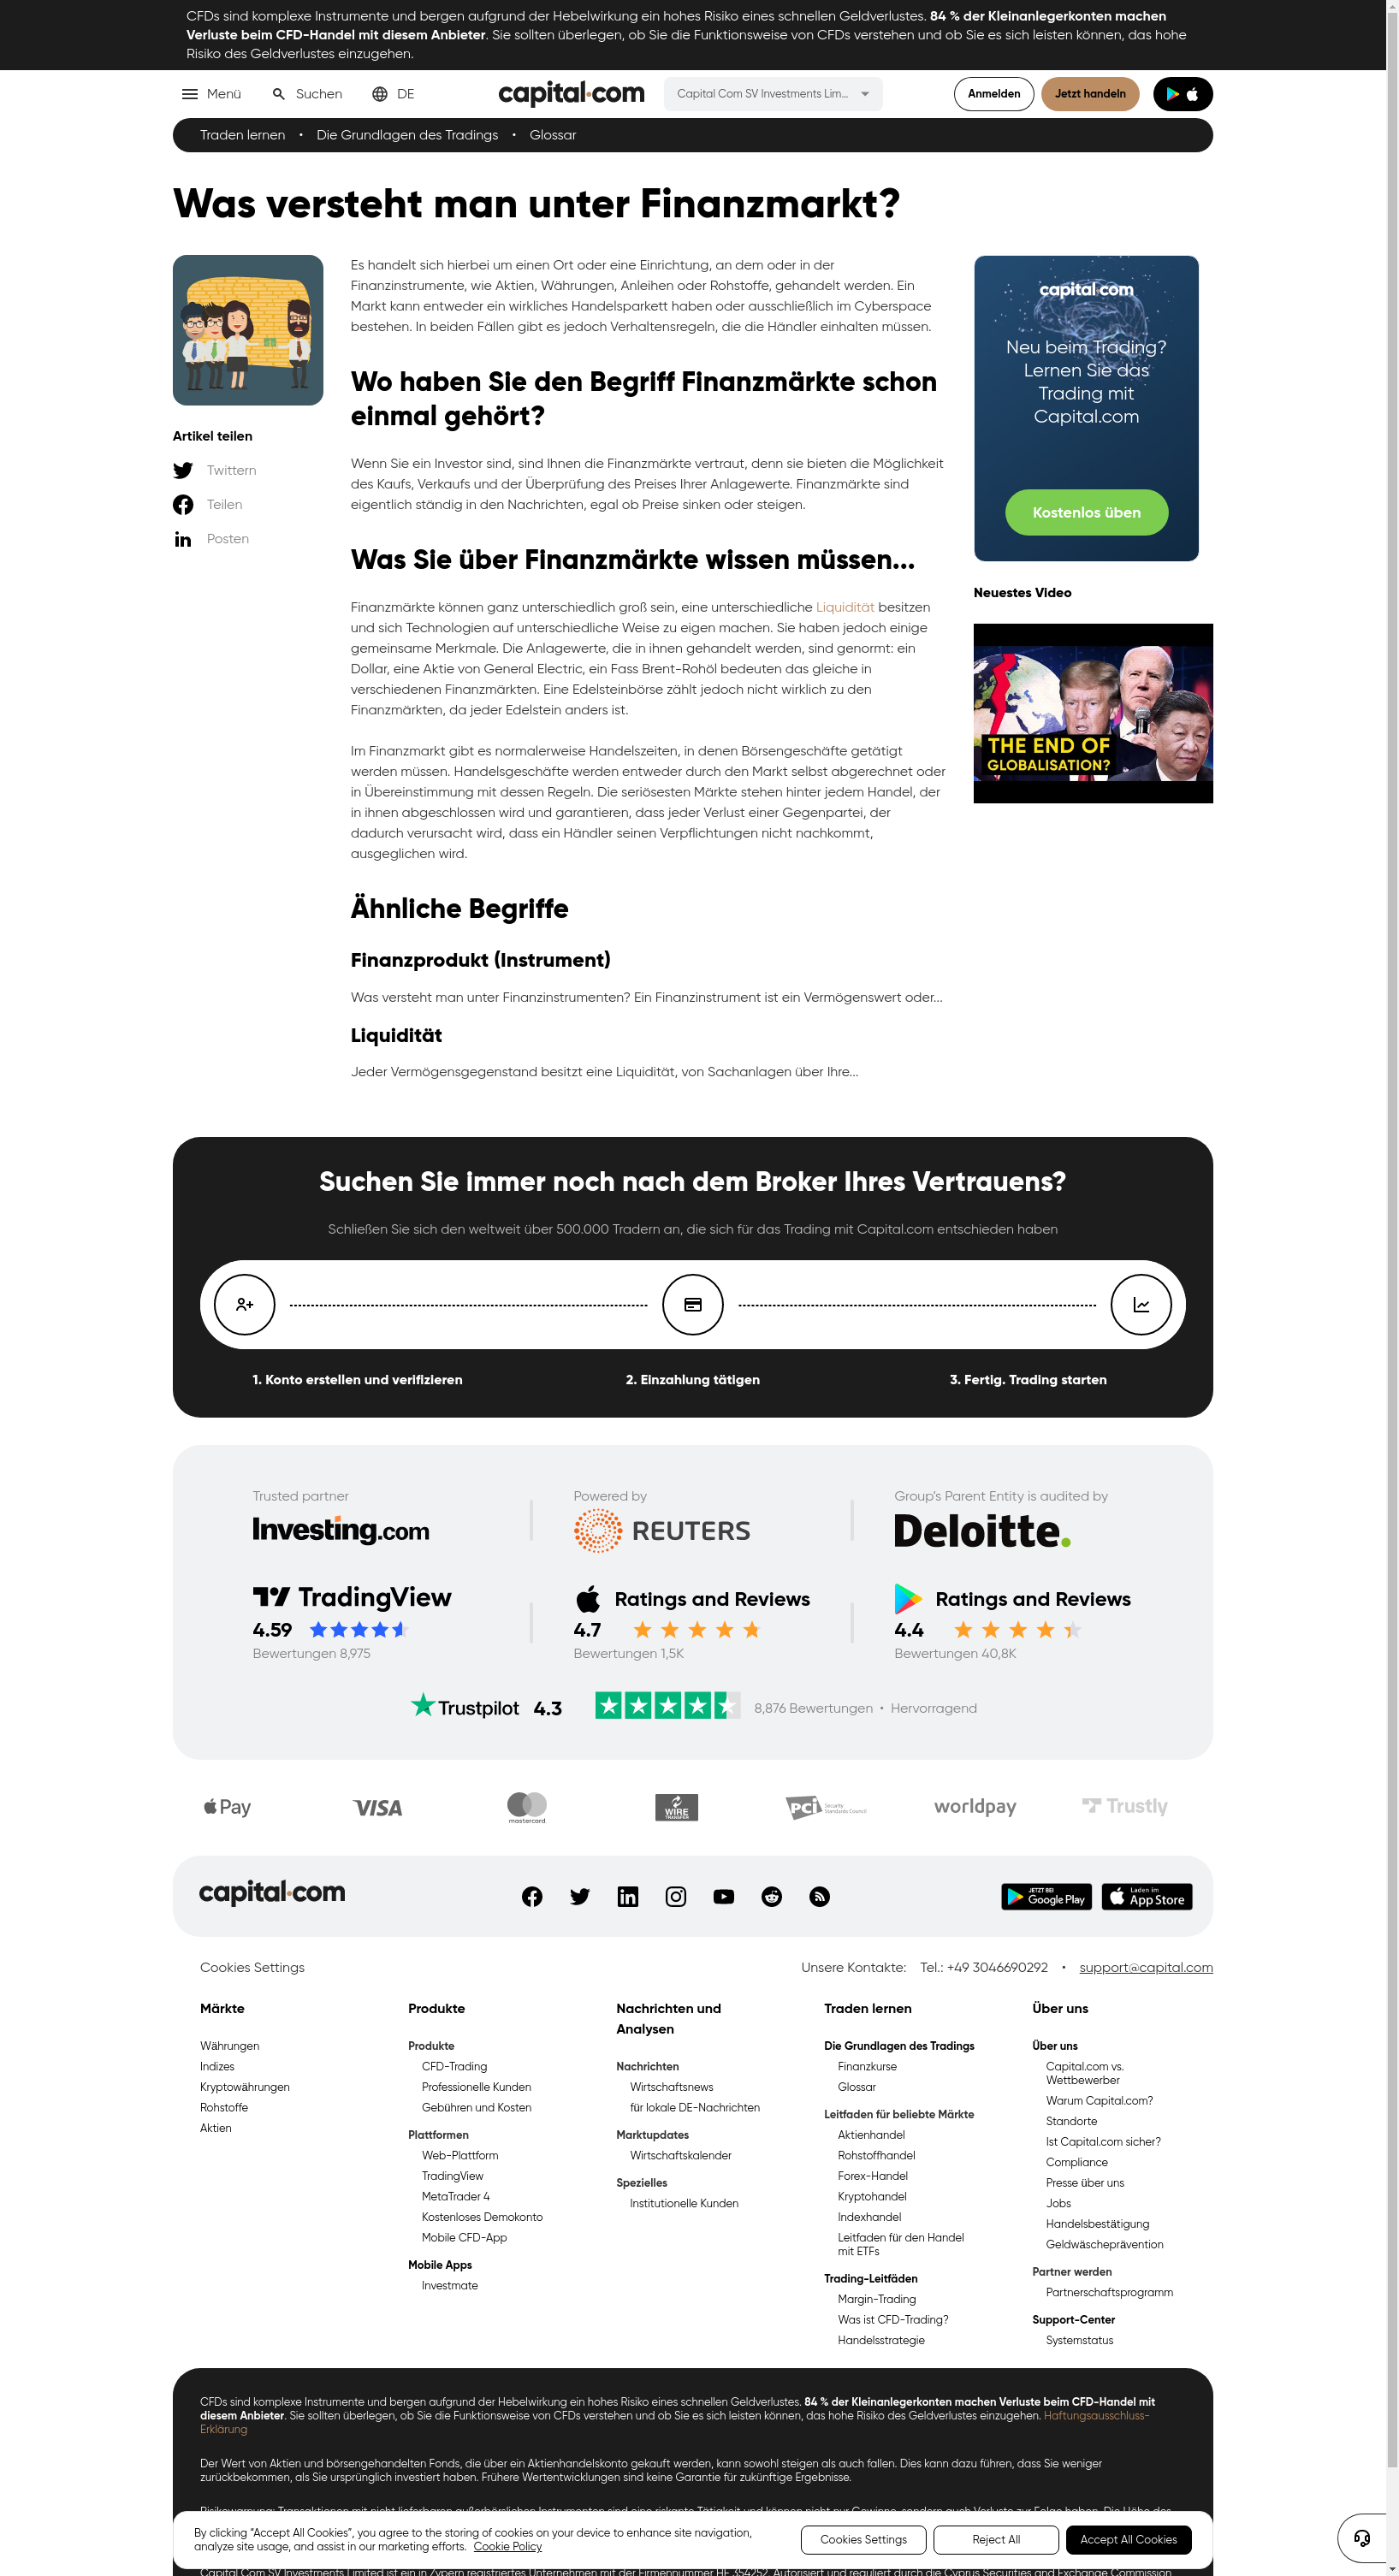 CFDs sind komplexe Instrumente und bergen aufgrund der Hebelwirkung ein hohes Risiko eines schnellen Geldverlustes. 84 % der Kleinanlegerkonten machen
Verluste beim CFD-Handel mit diesem Anbieter. Sie sollten überlegen, ob Sie die Funktionsweise von CFDs verstehen und ob Sie es sich leisten können, das hohe
Risiko des Geldverlustes einzugehen.
Menü
Suchen
DE
capital.com
Capital Com SV Investments Lim...
Anmelden
Jetzt handeln
Traden lernen • Die Grundlagen des Tradings • Glossar
Was versteht man unter Finanzmarkt?
Artikel teilen
Twittern
Teilen
Posten
Es handelt sich hierbei um einen Ort oder eine Einrichtung, an dem oder in der
Finanzinstrumente, wie Aktien, Währungen, Anleihen oder Rohstoffe, gehandelt werden. Ein
Markt kann entweder ein wirkliches Handelsparkett haben oder ausschließlich im Cyberspace
bestehen. In beiden Fällen gibt es jedoch Verhaltensregeln, die die Händler einhalten müssen.
Wo haben Sie den Begriff Finanzmärkte schon
einmal gehört?
Wenn Sie ein Investor sind, sind Ihnen die Finanzmärkte vertraut, denn sie bieten die Möglichkeit
des Kaufs, Verkaufs und der Überprüfung des Preises Ihrer Anlagewerte. Finanzmärkte sind
eigentlich ständig in den Nachrichten, egal ob Preise sinken oder steigen.
Was Sie über Finanzmärkte wissen müssen...
Finanzmärkte können ganz unterschiedlich groß sein, eine unterschiedliche Liquidität besitzen
und sich Technologien auf unterschiedliche Weise zu eigen machen. Sie haben jedoch einige
gemeinsame Merkmale. Die Anlagewerte, die in ihnen gehandelt werden, sind genormt: ein
Dollar, eine Aktie von General Electric, ein Fass Brent-Rohöl bedeuten das gleiche in
verschiedenen Finanzmärkten. Eine Edelsteinbörse zählt jedoch nicht wirklich zu den
Finanzmärkten, da jeder Edelstein anders ist.
Im Finanzmarkt gibt es normalerweise Handelszeiten, in denen Börsengeschäfte getätigt
werden müssen. Handelsgeschäfte werden entweder durch den Markt selbst abgerechnet oder
in Übereinstimmung mit dessen Regeln. Die seriösesten Märkte stehen hinter jedem Handel, der
in ihnen abgeschlossen wird und garantieren, dass jeder Verlust einer Gegenpartei, der
dadurch verursacht wird, dass ein Händler seinen Verpflichtungen nicht nachkommt,
ausgeglichen wird.
Ähnliche Begriffe
Finanzprodukt (Instrument)
Was versteht man unter Finanzinstrumenten? Ein Finanzinstrument ist ein Vermögenswert oder...
Liquidität
Jeder Vermögensgegenstand besitzt eine Liquidität, von Sachanlagen über Ihre...
capital.com
Neu beim Trading?
Lernen Sie das
Trading mit
Capital.com
Kostenlos üben
Neuestes Video
THE END OF
GLOBALISATION?
Suchen Sie immer noch nach dem Broker Ihres Vertrauens?
Schließen Sie sich den weltweit über 500.000 Tradern an, die sich für das Trading mit Capital.com entschieden haben
1. Konto erstellen und verifizieren
2. Einzahlung tätigen
3. Fertig. Trading starten
Trusted partner
Investing.com
Powered by
REUTERS
Group's Parent Entity is audited by
Deloitte.
TradingView
4.59
Bewertungen 8,975
Ratings and Reviews
4.7
Bewertungen 1,5K
Ratings and Reviews
4.4
Bewertungen 40,8K
Trustpilot 4.3
8,876 Bewertungen • Hervorragend
Pay
VISA
mastercard.
WIRE
TRANSFER
PCI Security
Standards Council
worldpay
Trustly
capital.com
JETZT BEI
Google Play
Laden im
App Store
Cookies Settings
Unsere Kontakte: Tel.: +49 3046690292 • support@capital.com
Märkte
Währungen
Indizes
Kryptowährungen
Rohstoffe
Aktien
Produkte
Produkte
CFD-Trading
Professionelle Kunden
Gebühren und Kosten
Plattformen
Web-Plattform
TradingView
MetaTrader 4
Kostenloses Demokonto
Mobile CFD-App
Mobile Apps
Investmate
Nachrichten und
Analysen
Nachrichten
Wirtschaftsnews
für lokale DE-Nachrichten
Marktupdates
Wirtschaftskalender
Spezielles
Institutionelle Kunden
Traden lernen
Die Grundlagen des Tradings
Finanzkurse
Glossar
Leitfaden für beliebte Märkte
Aktienhandel
Rohstoffhandel
Forex-Handel
Kryptohandel
Indexhandel
Leitfaden für den Handel
mit ETFs
Trading-Leitfäden
Margin-Trading
Was ist CFD-Trading?
Handelsstrategie
Über uns
Über uns
Capital.com vs.
Wettbewerber
Warum Capital.com?
Standorte
Ist Capital.com sicher?
Compliance
Presse über uns
Jobs
Handelsbestätigung
Geldwäscheprävention
Partner werden
Partnerschaftsprogramm
Support-Center
Systemstatus
CFDs sind komplexe Instrumente und bergen aufgrund der Hebelwirkung ein hohes Risiko eines schnellen Geldverlustes. 84 % der Kleinanlegerkonten machen Verluste beim CFD-Handel mit
diesem Anbieter. Sie sollten überlegen, ob Sie die Funktionsweise von CFDs verstehen und ob Sie es sich leisten können, das hohe Risiko des Geldverlustes einzugehen. Haftungsausschluss-
Erklärung
Der Wert von Aktien und börsengehandelten Fonds, die über ein Aktienhandelskonto gekauft werden, kann sowohl steigen als auch fallen. Dies kann dazu führen, dass Sie weniger
zurückbekommen, als Sie ursprünglich investiert haben. Frühere Wertentwicklungen sind keine Garantie für zukünftige Ergebnisse.
By clicking “Accept All Cookies”, you agree to the storing of cookies on your device to enhance site navigation,
analyze site usage, and assist in our marketing efforts. Cookie Policy
Cookies Settings
Reject All
Accept All Cookies
Capital Com SV Investments Limited ist ein in Zypern registriertes Unternehmen mit der Firmennummer HE 354252. Autorisiert und reguliert durch die Cyprus Securities and Exchange Commission